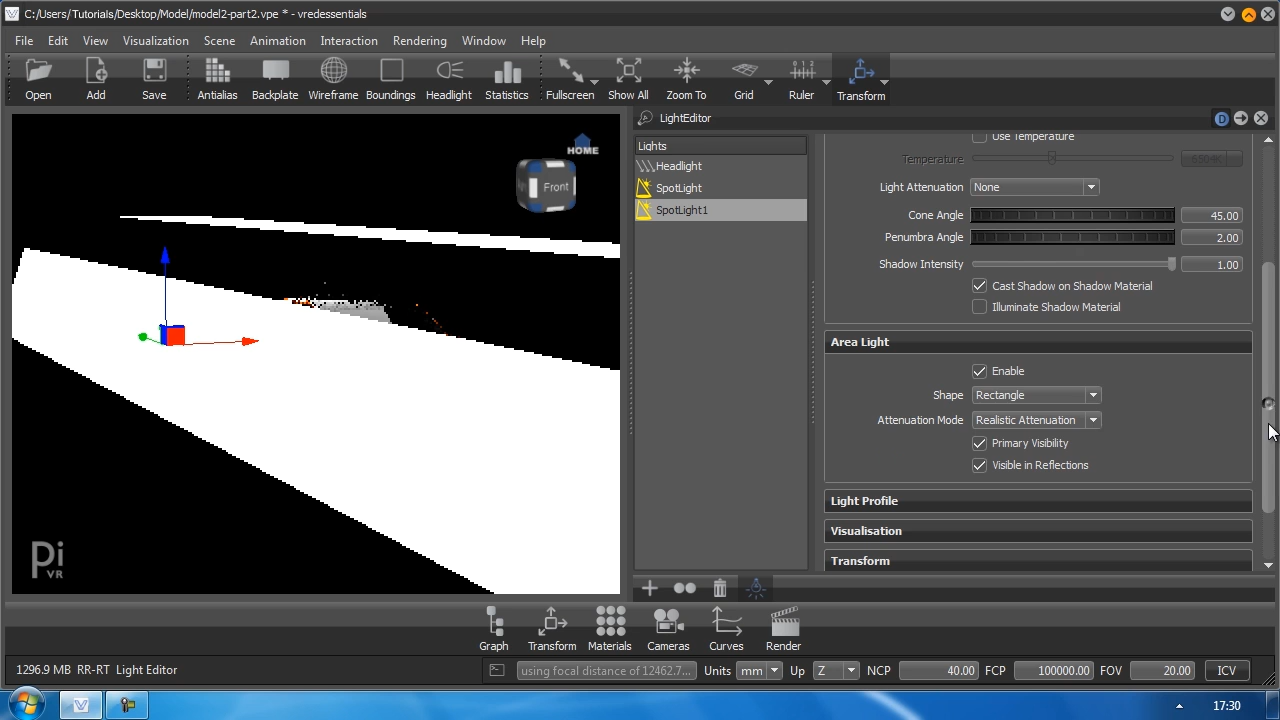 C:/Users/Tutorials/Desktop/Model/model2-part2.vpe * - vredessentials
File Edit View Visualization Scene Animation Interaction Rendering Window Help
Open Add Save Antialias Backplate Wireframe Boundings Headlight Statistics Fullscreen Show All Zoom To Grid Ruler Transform
LightEditor
D
Lights
Headlight
SpotLight
SpotLight1
Use Temperature
Temperature 6504K
Light Attenuation None
Cone Angle 45.00
Penumbra Angle 2.00
Shadow Intensity 1.00
Cast Shadow on Shadow Material
Illuminate Shadow Material
Area Light
Enable
Shape Rectangle
Attenuation Mode Realistic Attenuation
Primary Visibility
Visible in Reflections
Light Profile
Visualisation
Transform
HOME
Front
Pi
VR
Graph Transform Materials Cameras Curves Render
1296.9 MB RR-RT Light Editor
using focal distance of 12462.7... Units mm Up Z NCP 40.00 FCP 100000.00 FOV 20.00 ICV
17:30